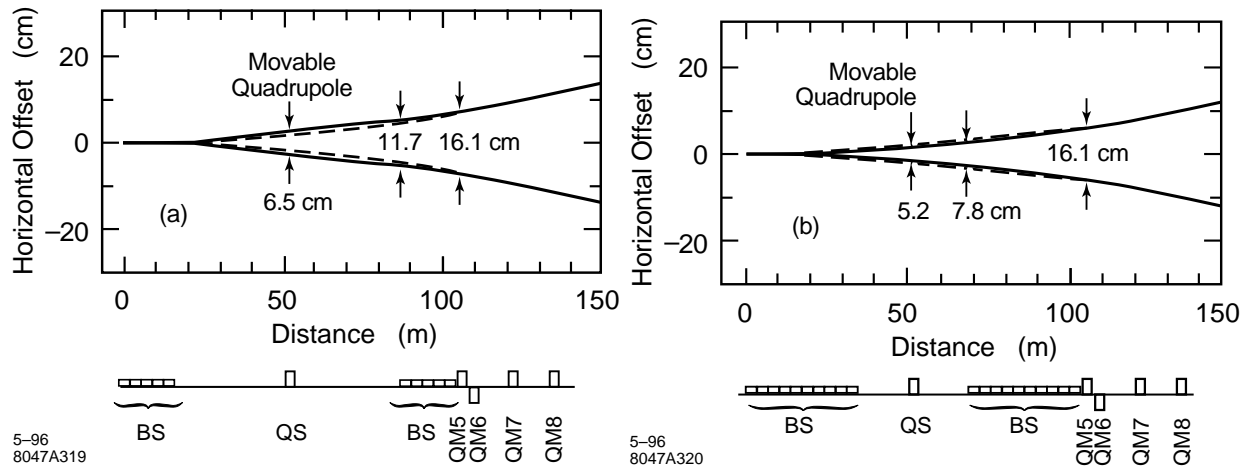 Horizontal Offset (cm)
20
0
–20
Movable
Quadrupole
11.7 16.1 cm
6.5 cm
(a)
0 50 100 150
Distance (m)
BS QS BS QM5 QM6 QM7 QM8
5–96
8047A319
Horizontal Offset (cm)
20
0
–20
Movable
Quadrupole
16.1 cm
5.2 7.8 cm
(b)
0 50 100 150
Distance (m)
BS QS BS QM5 QM6 QM7 QM8
5–96
8047A320